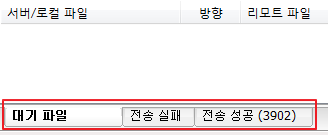 서버/로컬 파일 방향 리모트 파일
대기 파일 전송 실패 전송 성공 (3902)